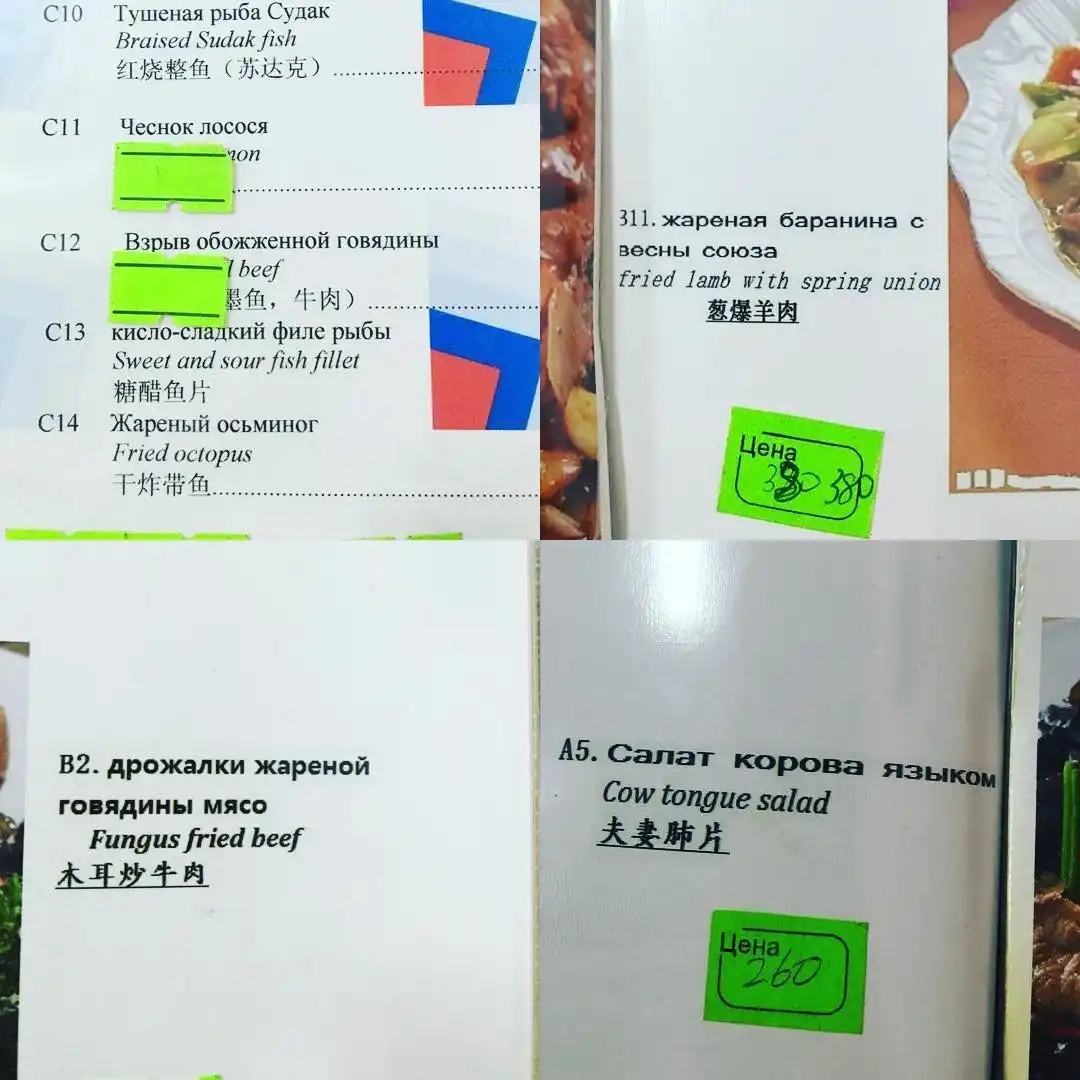 C10 Тушеная рыба Судак
Braised Sudak fish
红烧整鱼（苏达克）
C11 Чеснок лосося
C12 Взрыв обожженной говядины
beef
墨鱼，牛肉）
C13 кисло-сладкий филе рыбы
Sweet and sour fish fillet
糖醋鱼片
C14 Жареный осьминог
Fried octopus
干炸带鱼
311. жареная баранина с
весны союза
fried lamb with spring union
葱爆羊肉
Цена
380 380
B2. дрожалки жареной
говядины мясо
Fungus fried beef
木耳炒牛肉
A5. Салат корова языком
Cow tongue salad
夫妻肺片
Цена
260